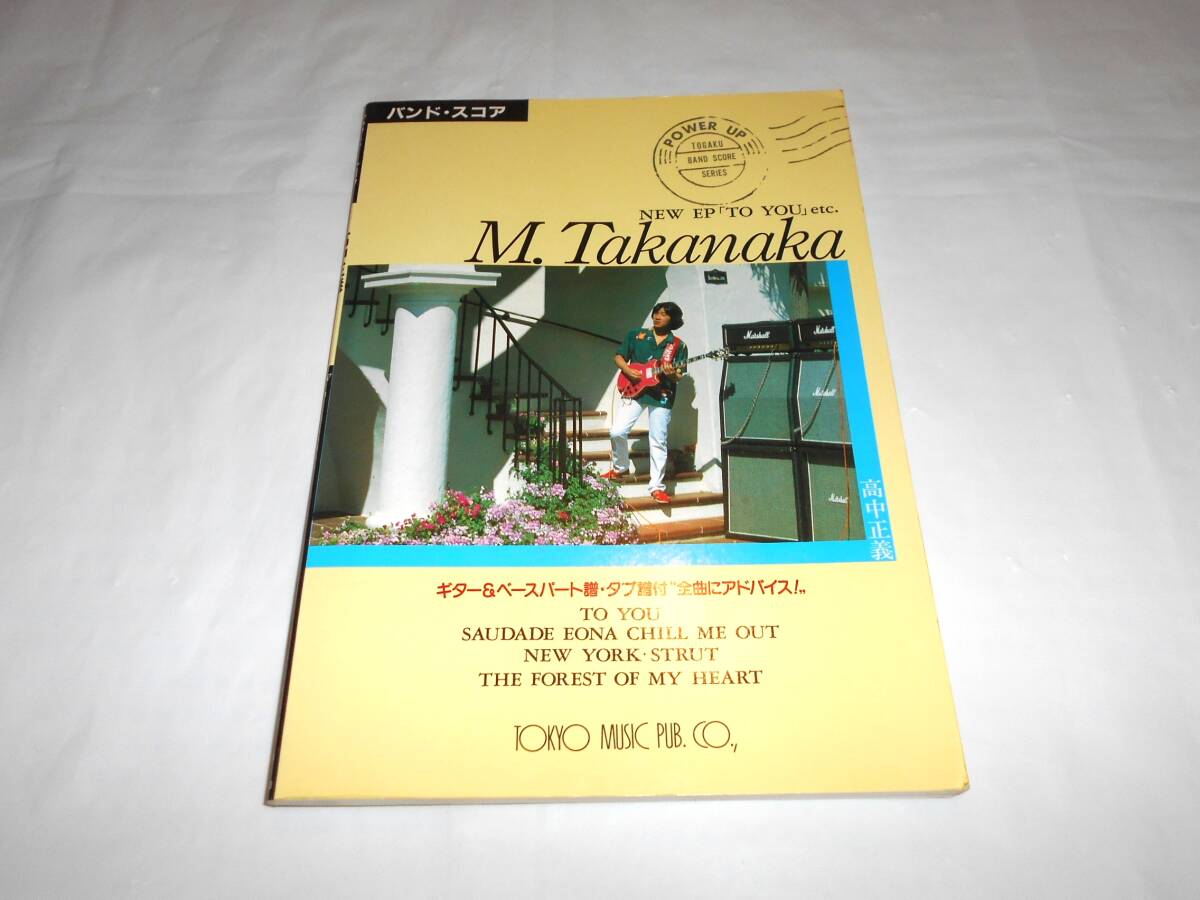 バンド・スコア
POWER UP
TOGAKU
BAND SCORE
SERIES
NEW EP「TO YOU」etc.
M. Takanaka
Marshall
Marshall
Marshall
Marshall
高中正義
ギター&ベースパート譜・タブ譜付“全曲にアドバイス!„
TO YOU
SAUDADE EONA CHILL ME OUT
NEW YORK・STRUT
THE FOREST OF MY HEART
TOKYO MUSIC PUB. CO.,